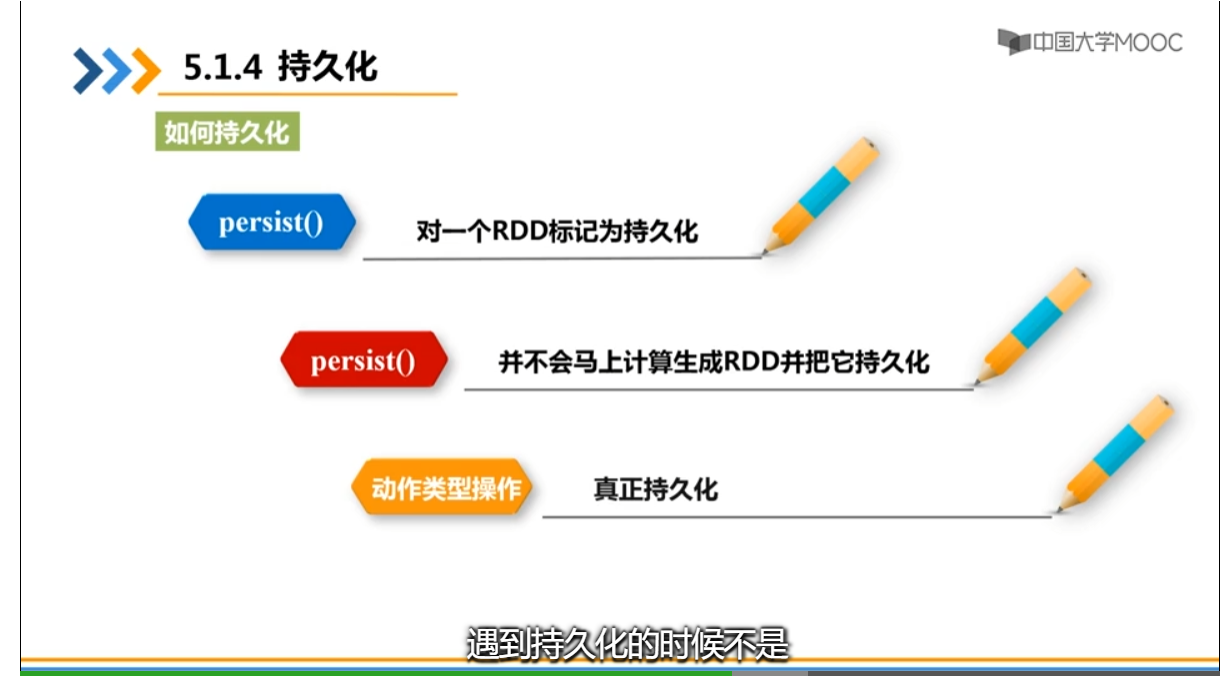 中国大学MOOC
5.1.4 持久化
如何持久化
persist()
对一个RDD标记为持久化
persist()
并不会马上计算生成RDD并把它持久化
动作类型操作
真正持久化
遇到持久化的时候不是